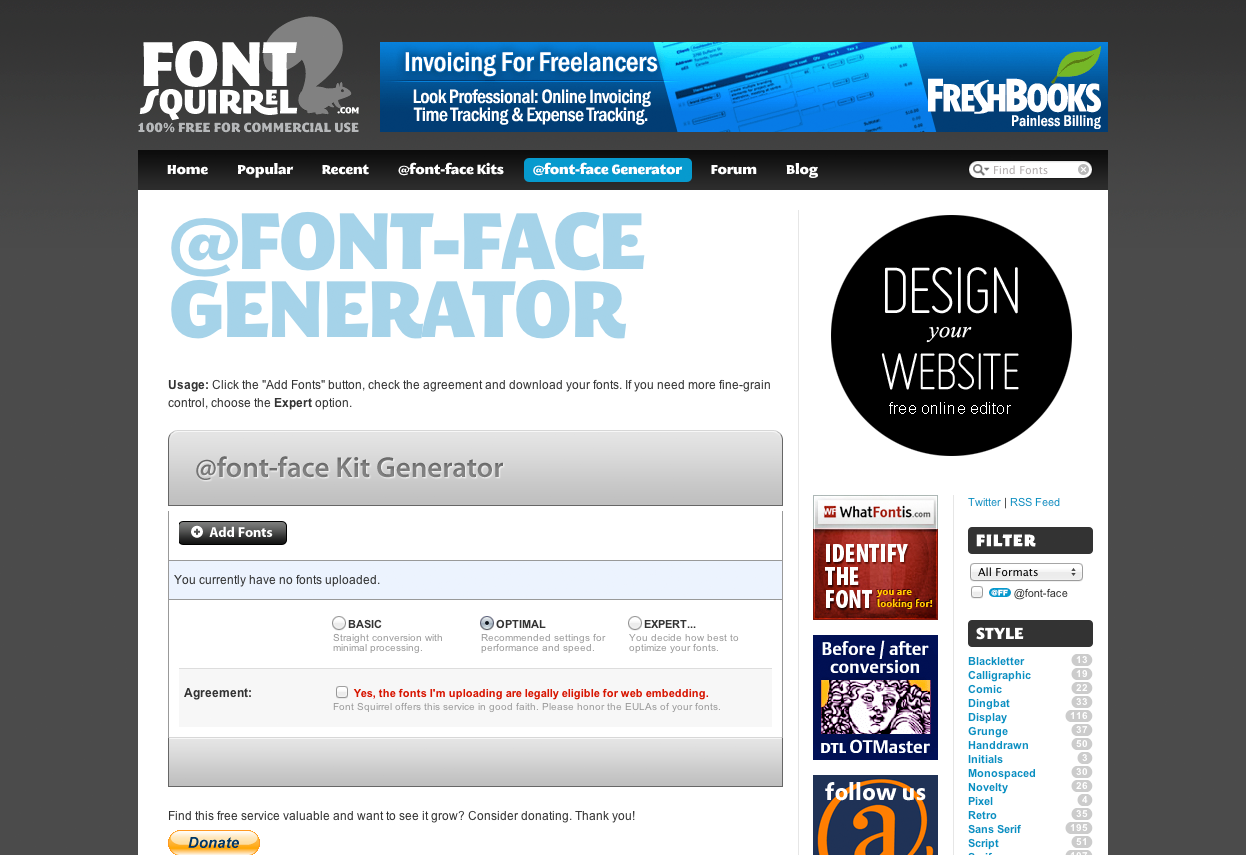 FONT
SQUIRREL
.COM
100% FREE FOR COMMERCIAL USE
Invoicing For Freelancers
Look Professional: Online Invoicing
Time Tracking & Expense Tracking.
FRESHBOOKS
Painless Billing
Home
Popular
Recent
@font-face Kits
@font-face Generator
Forum
Blog
Find Fonts
@FONT-FACE
GENERATOR
Usage: Click the "Add Fonts" button, check the agreement and download your fonts. If you need more fine-grain
control, choose the Expert option.
@font-face Kit Generator
Add Fonts
You currently have no fonts uploaded.
BASIC
Straight conversion with
minimal processing.
OPTIMAL
Recommended settings for
performance and speed.
EXPERT...
You decide how best to
optimize your fonts.
Agreement:
Yes, the fonts I'm uploading are legally eligible for web embedding.
Font Squirrel offers this service in good faith. Please honor the EULAs of your fonts.
Find this free service valuable and want to see it grow? Consider donating. Thank you!
Donate
DESIGN
your
WEBSITE
free online editor
WF WhatFontis.com
IDENTIFY
THE
FONT
you are
looking for!
Before / after
conversion
DTL OTMaster
follow us
@
Twitter | RSS Feed
FILTER
All Formats
@FF @font-face
STYLE
Blackletter 13
Calligraphic 19
Comic 22
Dingbat 33
Display 116
Grunge 37
Handdrawn 50
Initials 3
Monospaced 30
Novelty 26
Pixel 4
Retro 35
Sans Serif 195
Script 51